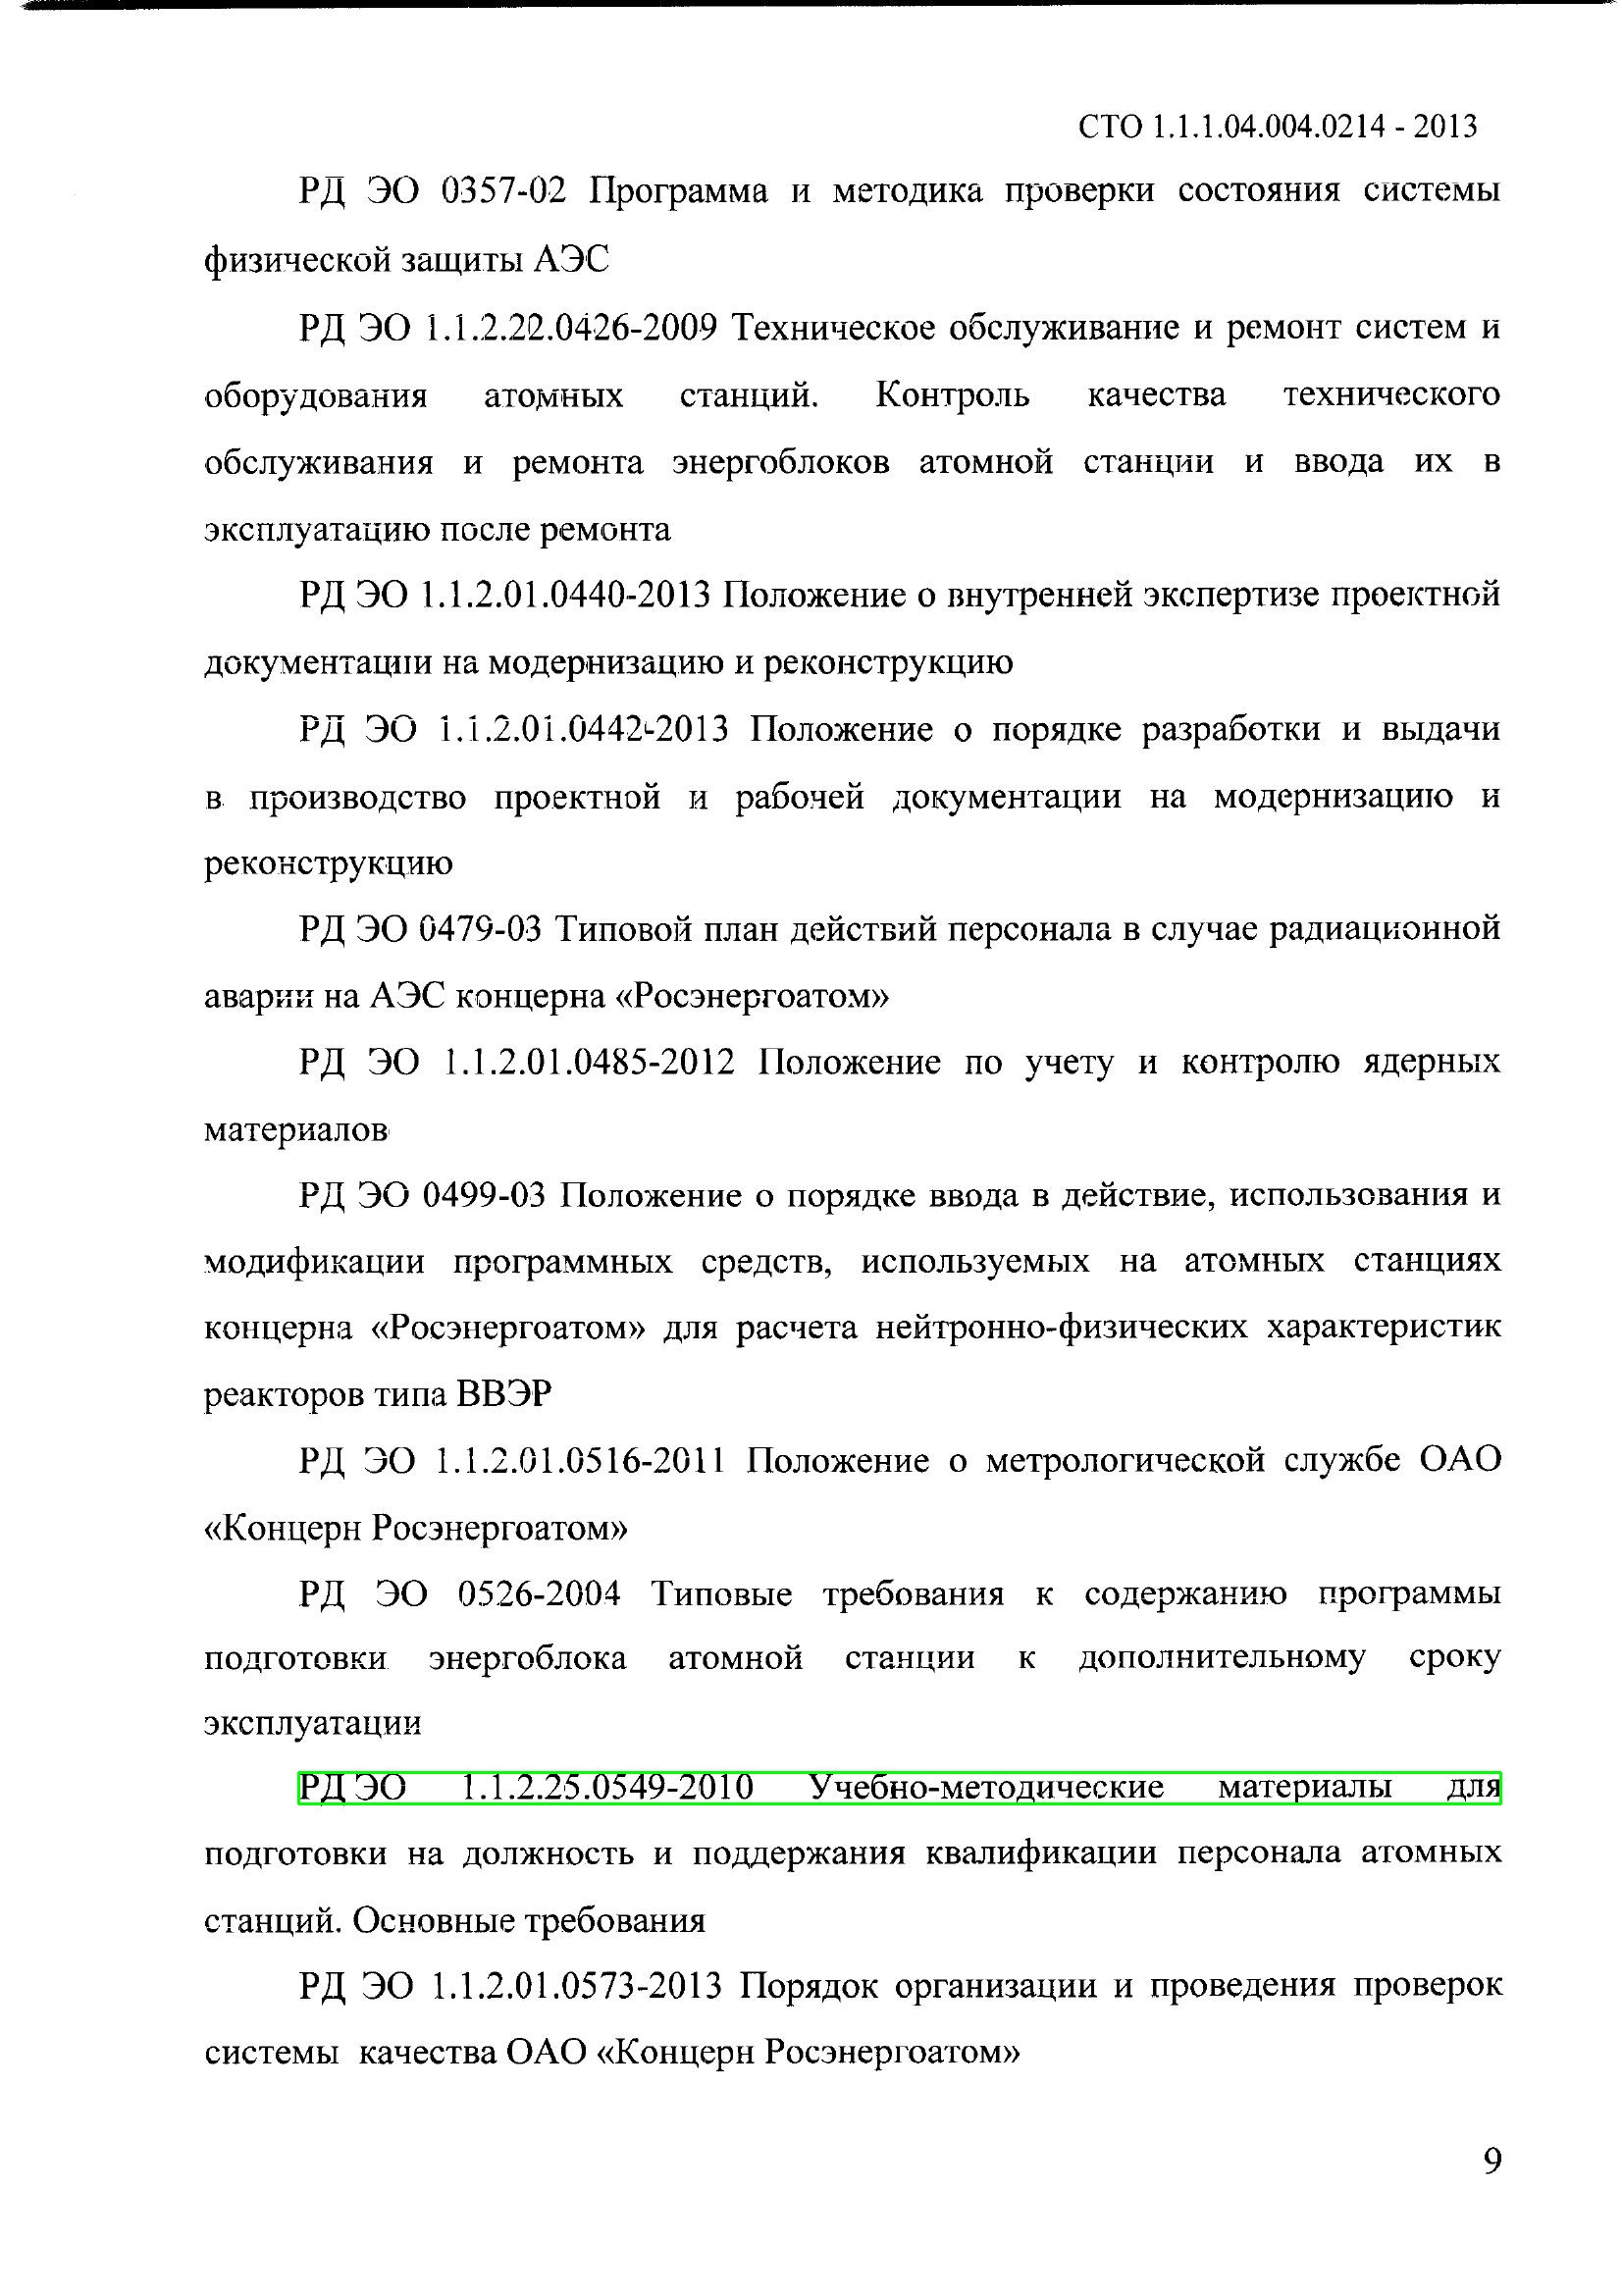 СТО 1.1.1.04.004.0214 - 2013
РД ЭО 0357-02 Программа и методика проверки состояния системы
физической защиты АЭС
РД ЭО 1.1.2.22.0426-2009 Техническое обслуживание и ремонт систем и
оборудования атомных станций. Контроль качества технического
обслуживания и ремонта энергоблоков атомной станции и ввода их в
эксплуатацию после ремонта
РД ЭО 1.1.2.01.0440-2013 Положение о внутренней экспертизе проектной
документации на модернизацию и реконструкцию
РД ЭО 1.1.2.01.0442-2013 Положение о порядке разработки и выдачи
в производство проектной и рабочей документации на модернизацию и
реконструкцию
РД ЭО 0479-03 Типовой план действий персонала в случае радиационной
аварии на АЭС концерна «Росэнергоатом»
РД ЭО 1.1.2.01.0485-2012 Положение по учету и контролю ядерных
материалов
РД ЭО 0499-03 Положение о порядке ввода в действие, использования и
модификации программных средств, используемых на атомных станциях
концерна «Росэнергоатом» для расчета нейтронно-физических характеристик
реакторов типа ВВЭР
РД ЭО 1.1.2.01.0516-2011 Положение о метрологической службе ОАО
«Концерн Росэнергоатом»
РД ЭО 0526-2004 Типовые требования к содержанию программы
подготовки энергоблока атомной станции к дополнительному сроку
эксплуатации
РД ЭО 1.1.2.25.0549-2010 Учебно-методические материалы для
подготовки на должность и поддержания квалификации персонала атомных
станций. Основные требования
РД ЭО 1.1.2.01.0573-2013 Порядок организации и проведения проверок
системы качества ОАО «Концерн Росэнергоатом»
9